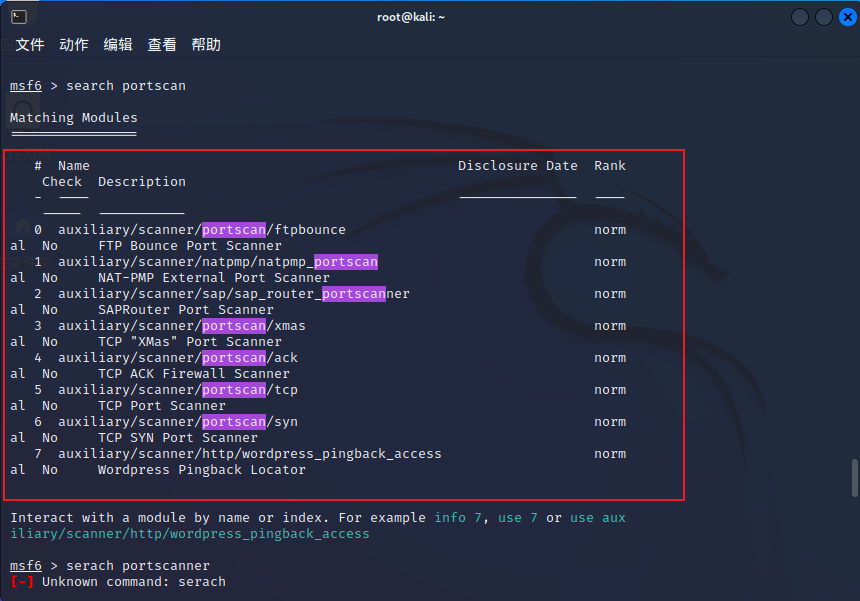 root@kali: ~
文件 动作 编辑 查看 帮助
msf6 > search portscan
Matching Modules
================
# Name Disclosure Date Rank
Check Description
- ---- --------------- ----
----- -----------
0 auxiliary/scanner/portscan/ftpbounce norm
al No FTP Bounce Port Scanner
1 auxiliary/scanner/natpmp/natpmp_portscan norm
al No NAT-PMP External Port Scanner
2 auxiliary/scanner/sap/sap_router_portscanner norm
al No SAPRouter Port Scanner
3 auxiliary/scanner/portscan/xmas norm
al No TCP "XMas" Port Scanner
4 auxiliary/scanner/portscan/ack norm
al No TCP ACK Firewall Scanner
5 auxiliary/scanner/portscan/tcp norm
al No TCP Port Scanner
6 auxiliary/scanner/portscan/syn norm
al No TCP SYN Port Scanner
7 auxiliary/scanner/http/wordpress_pingback_access norm
al No Wordpress Pingback Locator
Interact with a module by name or index. For example info 7, use 7 or use aux
iliary/scanner/http/wordpress_pingback_access
msf6 > serach portscanner
[-] Unknown command: serach